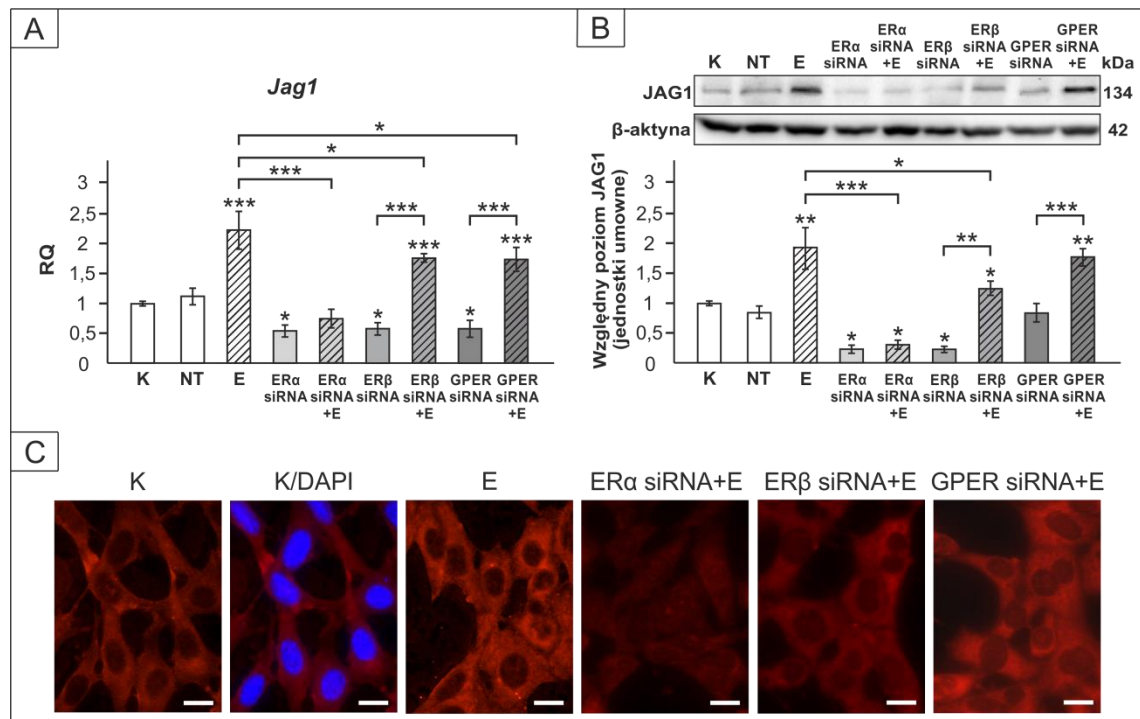 A
Jag1
RQ
3
2,5
2
1,5
1
0,5
0
***
*
*
***
***
***
*
*
***
*
***
K
NT
E
ERα
siRNA
ERα
siRNA
+E
ERβ
siRNA
ERβ
siRNA
+E
GPER
siRNA
GPER
siRNA
+E
B
K
NT
E
ERα
siRNA
ERα
siRNA
+E
ERβ
siRNA
ERβ
siRNA
+E
GPER
siRNA
GPER
siRNA
+E
kDa
JAG1
134
β-aktyna
42
Względny poziom JAG1
(jednostki umowne)
3
2,5
2
1,5
1
0,5
0
*
***
**
***
**
*
*
*
*
**
K
NT
E
ERα
siRNA
ERα
siRNA
+E
ERβ
siRNA
ERβ
siRNA
+E
GPER
siRNA
GPER
siRNA
+E
C
K
K/DAPI
E
ERα siRNA+E
ERβ siRNA+E
GPER siRNA+E